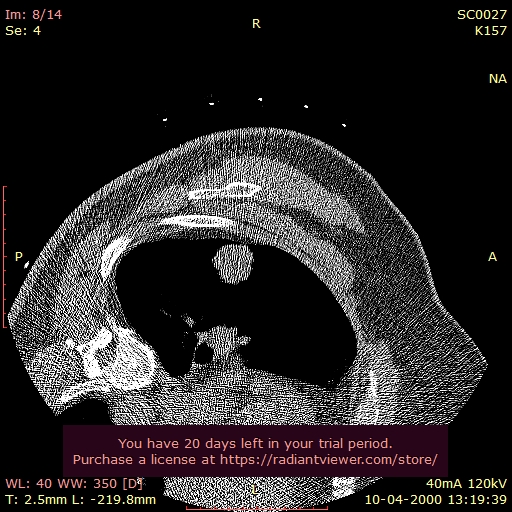 Im: 8/14
Se: 4
R
SC0027
K157
NA
P
A
You have 20 days left in your trial period.
Purchase a license at https://radiantviewer.com/store/
WL: 40 WW: 350 [D]
T: 2.5mm L: -219.8mm
L
40mA 120kV
10-04-2000 13:19:39